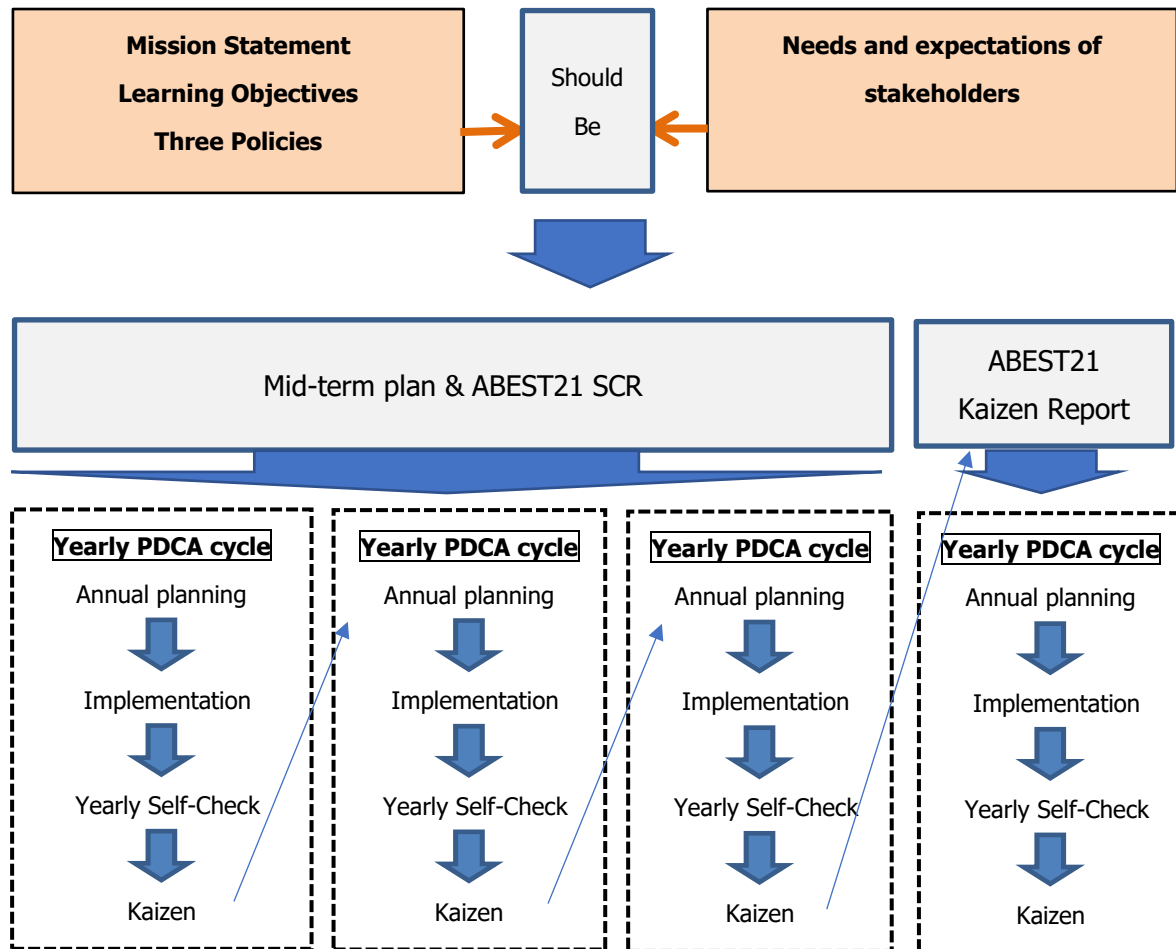 Mission Statement
Learning Objectives
Three Policies
Should
Be
Needs and expectations of
stakeholders
Mid-term plan & ABEST21 SCR
ABEST21
Kaizen Report
Yearly PDCA cycle
Annual planning
Implementation
Yearly Self-Check
Kaizen
Yearly PDCA cycle
Annual planning
Implementation
Yearly Self-Check
Kaizen
Yearly PDCA cycle
Annual planning
Implementation
Yearly Self-Check
Kaizen
Yearly PDCA cycle
Annual planning
Implementation
Yearly Self-Check
Kaizen